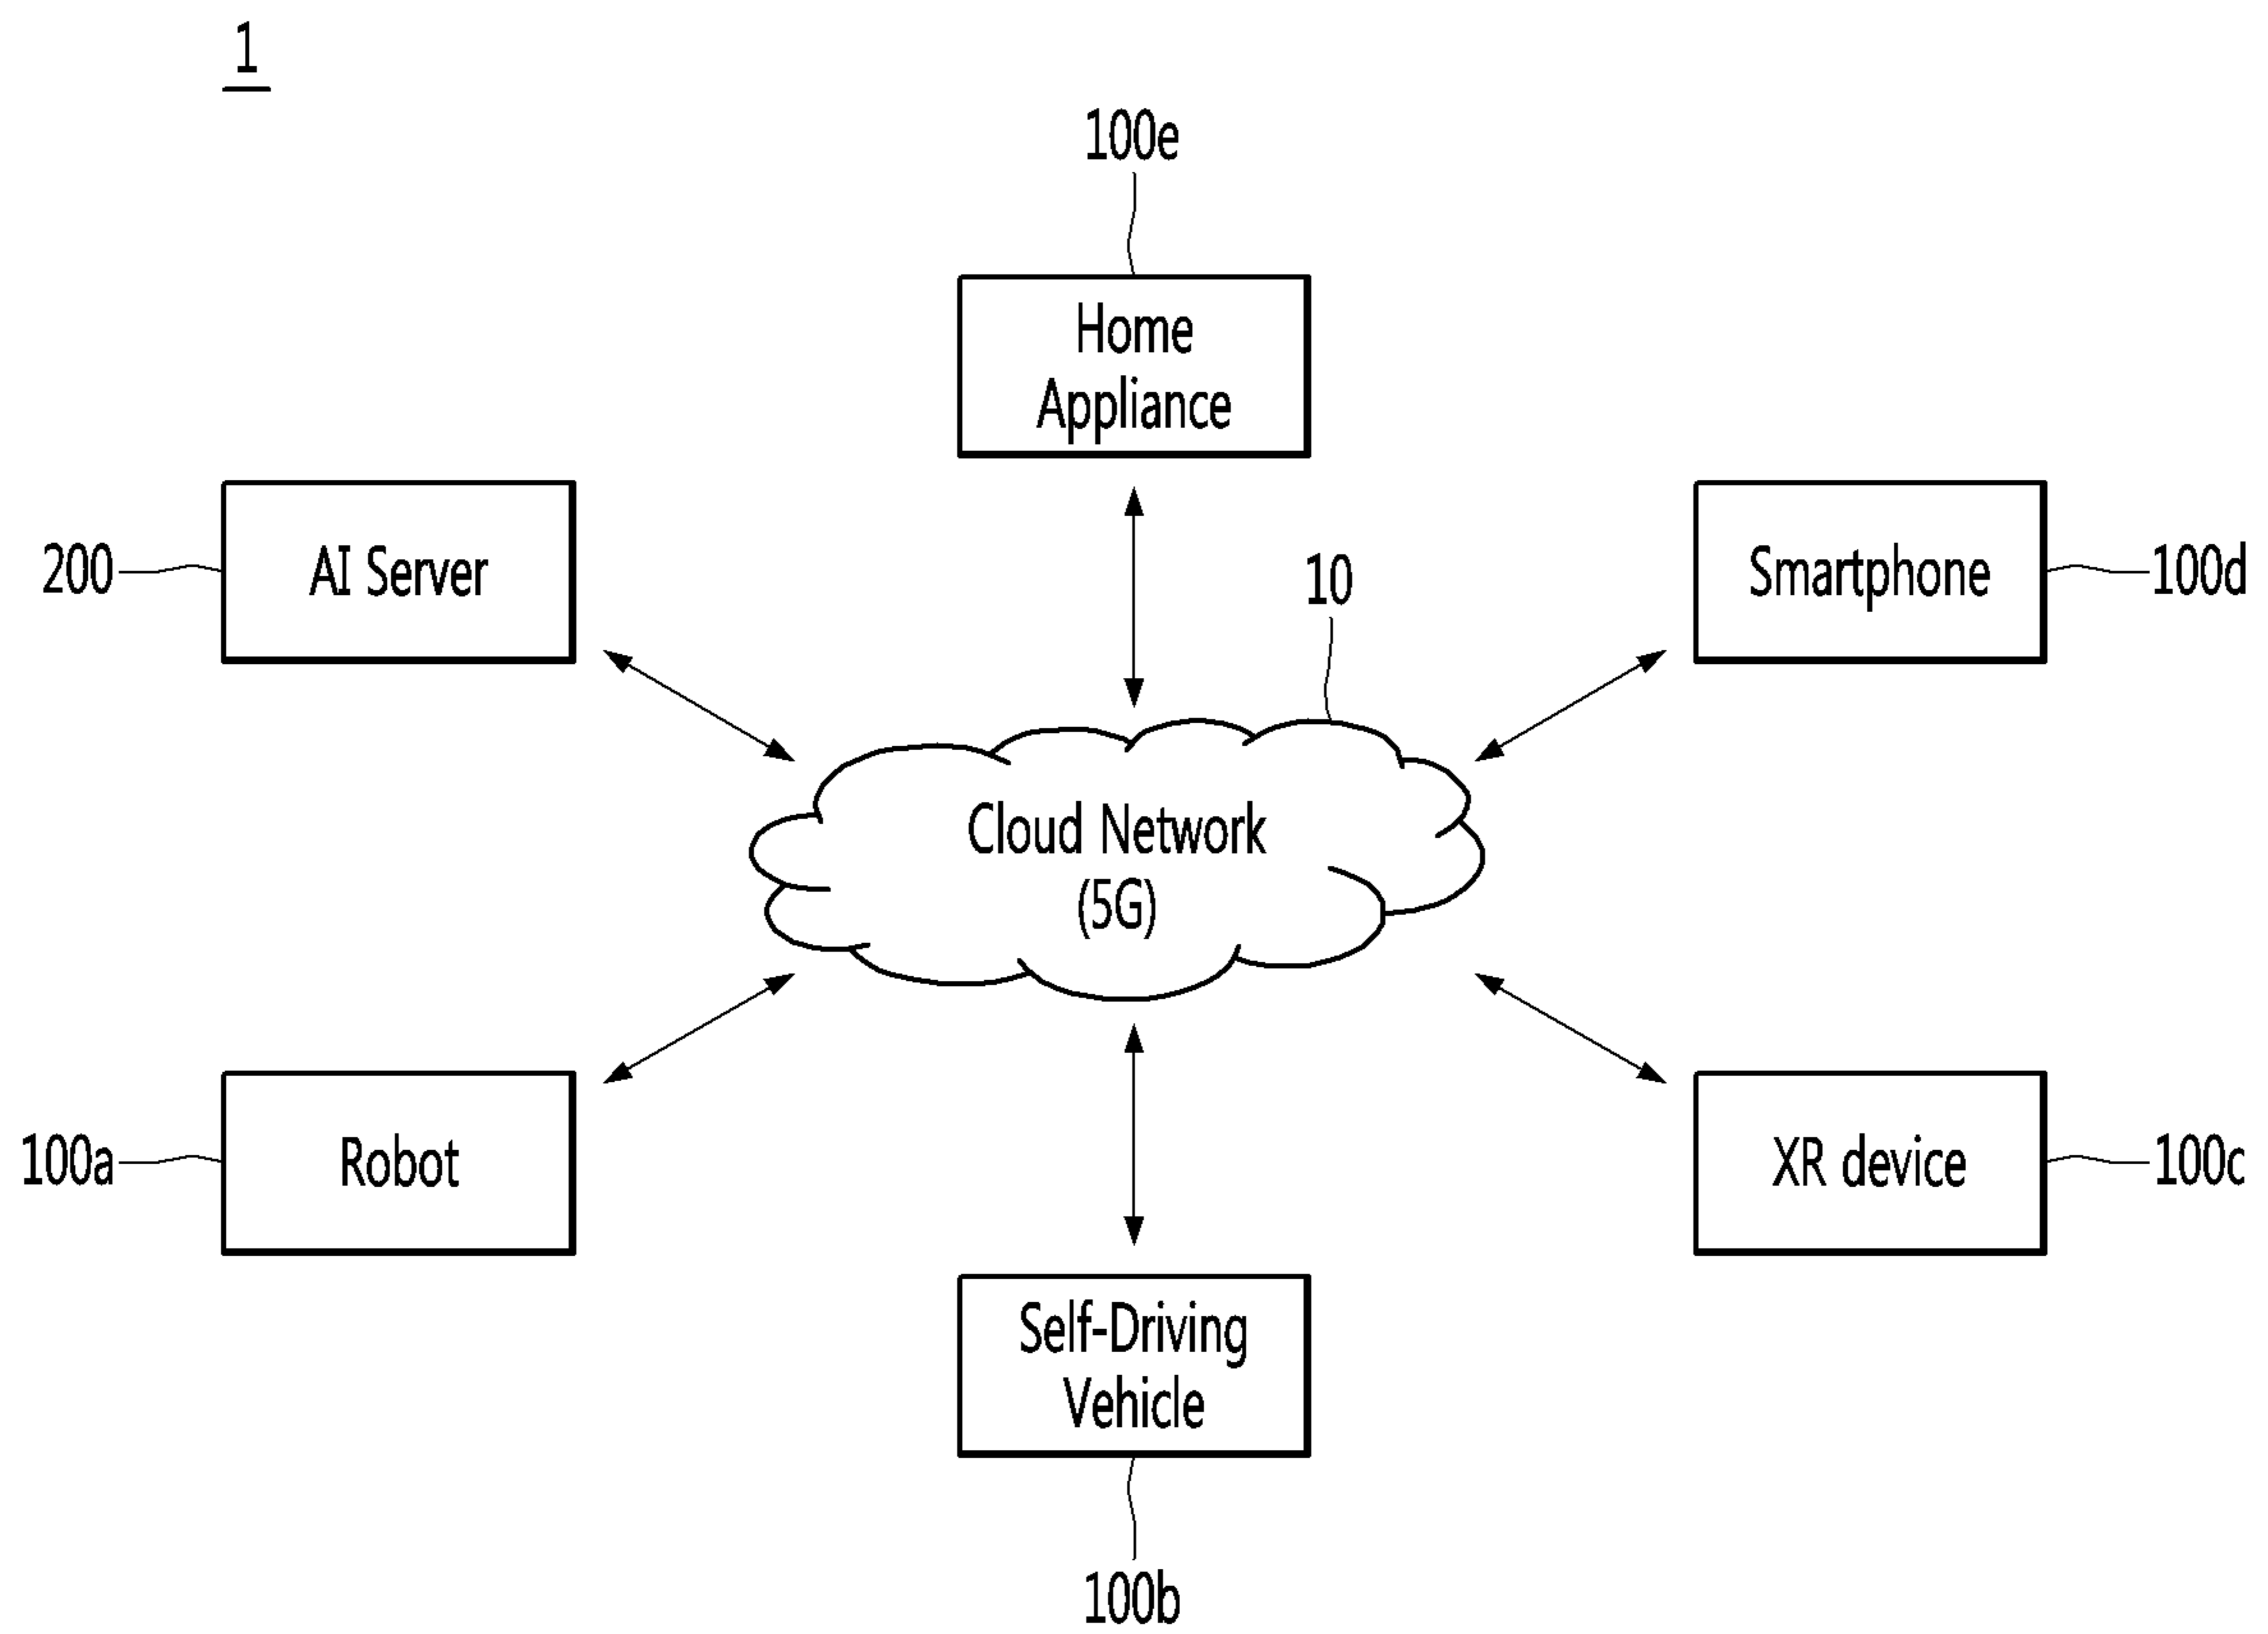 1
100e
Home
Appliance
200
AI Server
10
Smartphone
100d
Cloud Network
(5G)
100a
Robot
XR device
100c
Self-Driving
Vehicle
100b